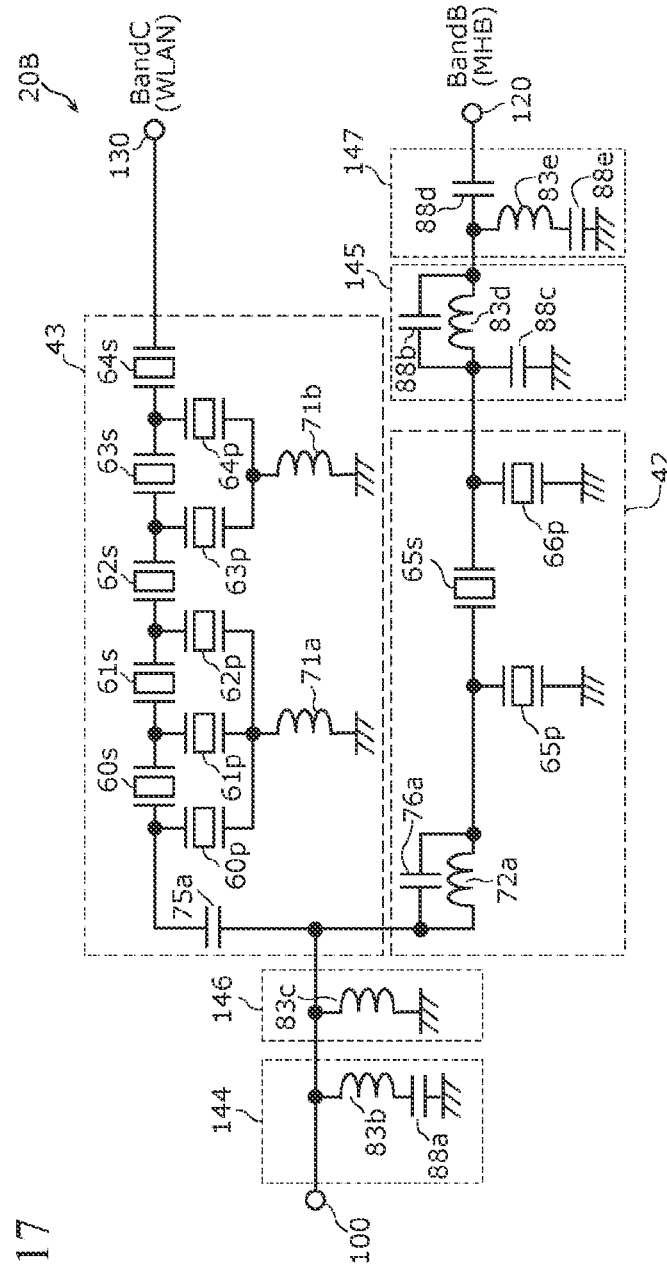 17
20B
BandC
(WLAN)
130
43
60s
61s
62s
63s
64s
60p
61p
62p
63p
64p
71a
71b
75a
144
146
83c
83b
88a
100
76a
72a
65s
65p
66p
42
145
147
88b
83d
88c
88d
83e
88e
BandB
(MHB)
120